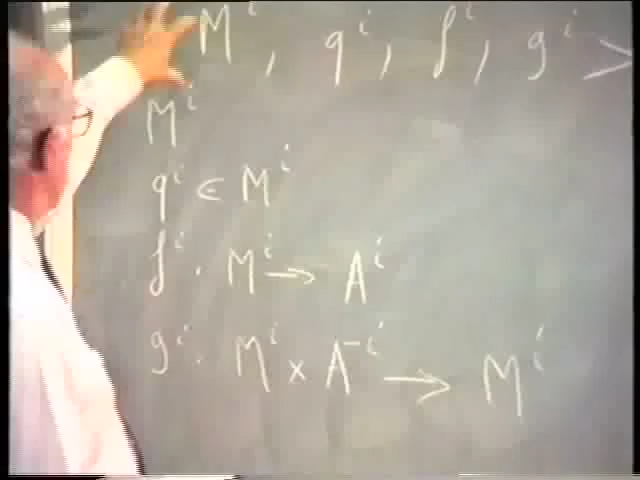 Mⁱ, qⁱ, fⁱ, gⁱ >
Mⁱ
qⁱ ∈ Mⁱ
fⁱ : Mⁱ → Aⁱ
gⁱ : Mⁱ × A⁻ⁱ → Mⁱ